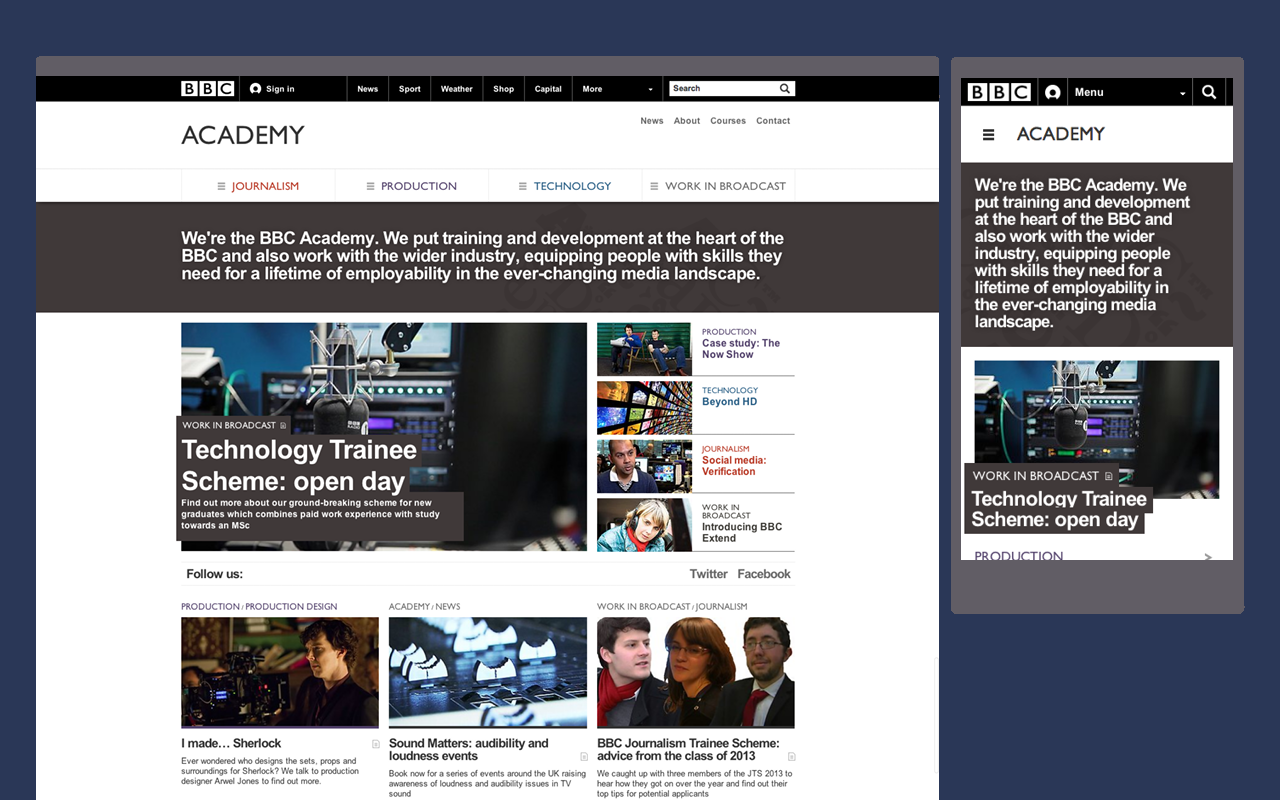 BBC Sign in News Sport Weather Shop Capital More Search
ACADEMY
News About Courses Contact
JOURNALISM PRODUCTION TECHNOLOGY WORK IN BROADCAST
We're the BBC Academy. We put training and development at the heart of the
BBC and also work with the wider industry, equipping people with skills they
need for a lifetime of employability in the ever-changing media landscape.
WORK IN BROADCAST
Technology Trainee
Scheme: open day
Find out more about our ground-breaking scheme for new
graduates which combines paid work experience with study
towards an MSc
PRODUCTION
Case study: The
Now Show
TECHNOLOGY
Beyond HD
JOURNALISM
Social media:
Verification
WORK IN
BROADCAST
Introducing BBC
Extend
Follow us: Twitter Facebook
PRODUCTION / PRODUCTION DESIGN
I made… Sherlock
Ever wondered who designs the sets, props and
surroundings for Sherlock? We talk to production
designer Arwel Jones to find out more.
ACADEMY / NEWS
Sound Matters: audibility and
loudness events
Book now for a series of events around the UK raising
awareness of loudness and audibility issues in TV
sound
WORK IN BROADCAST / JOURNALISM
BBC Journalism Trainee Scheme:
advice from the class of 2013
We caught up with three members of the JTS 2013 to
hear how they got on over the year and find out their
top tips for potential applicants
BBC Menu
ACADEMY
We're the BBC Academy. We
put training and development
at the heart of the BBC and
also work with the wider
industry, equipping people
with skills they need for a
lifetime of employability in
the ever-changing media
landscape.
WORK IN BROADCAST
Technology Trainee
Scheme: open day
PRODUCTION